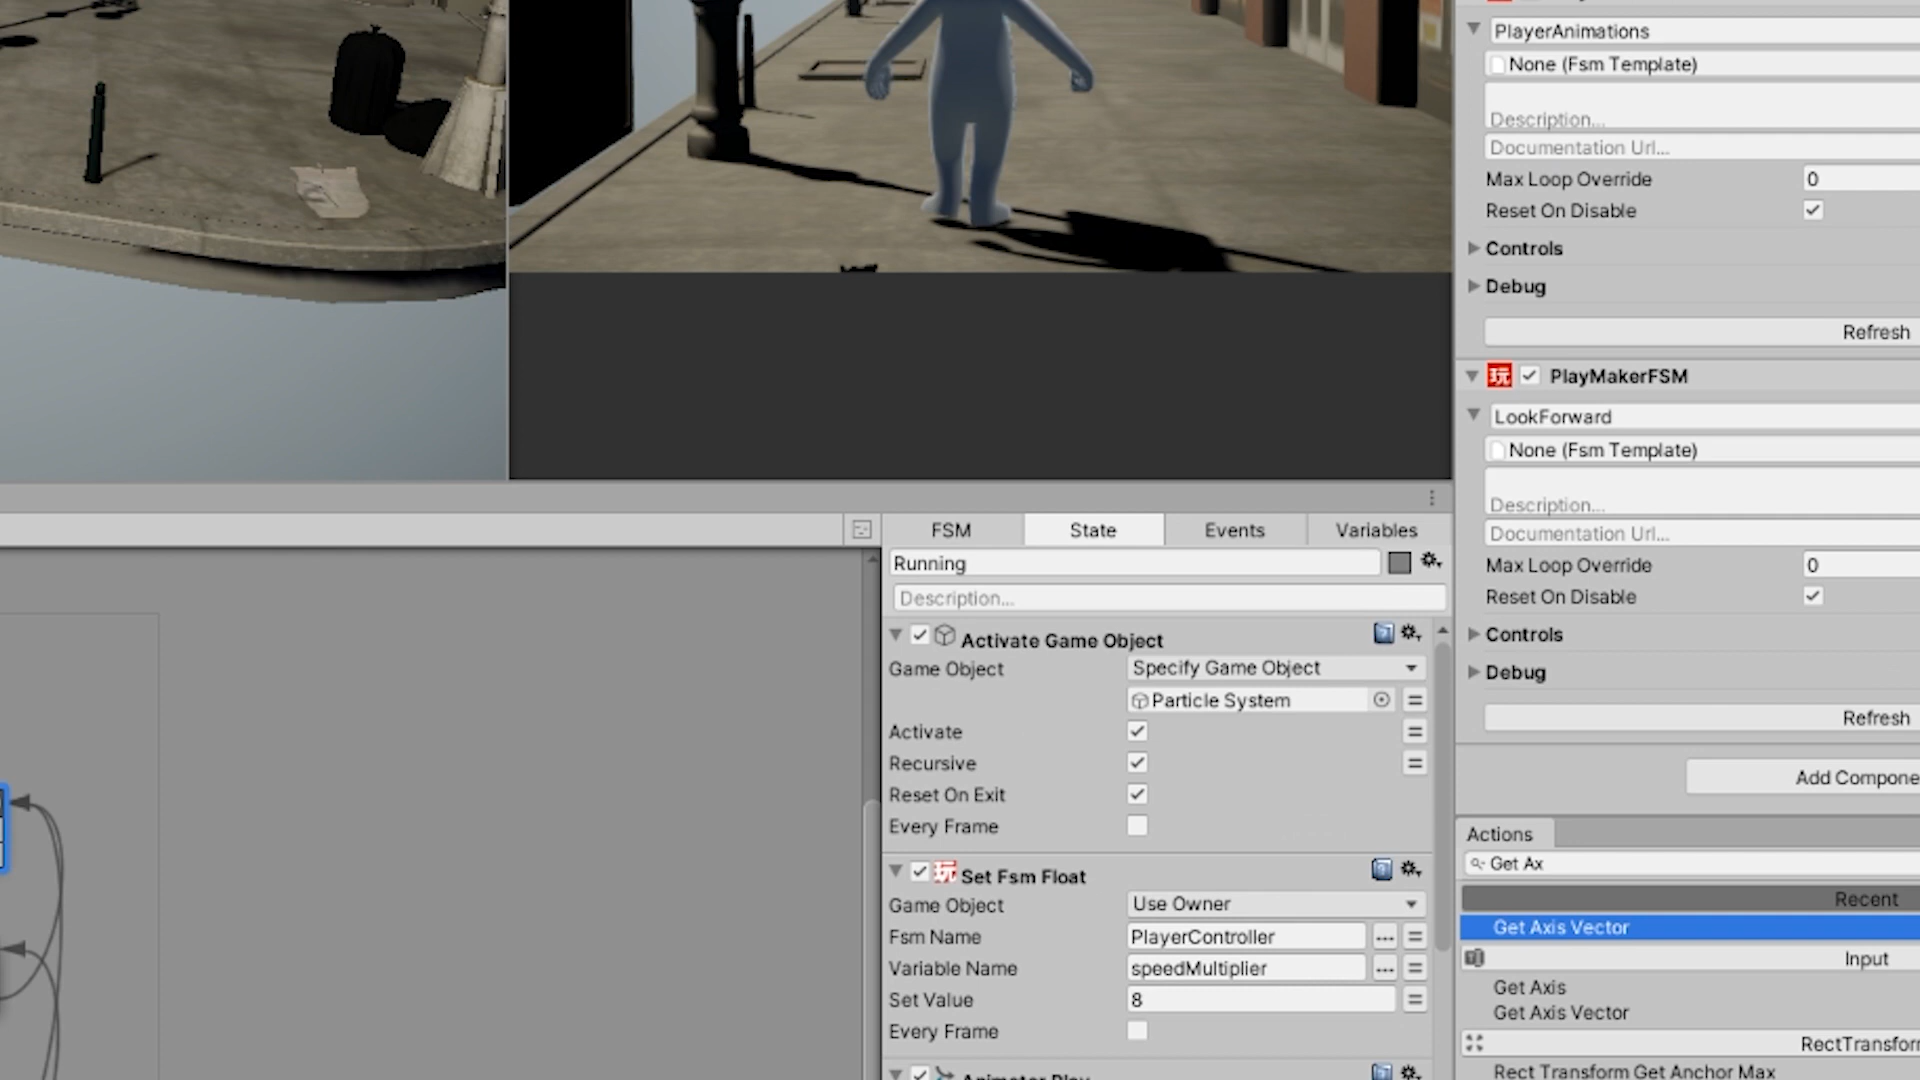 PlayerAnimations
None (Fsm Template)
Description...
Documentation Url...
Max Loop Override 0
Reset On Disable
Controls
Debug
Refresh
玩 PlayMakerFSM
LookForward
None (Fsm Template)
Description...
Documentation Url...
Max Loop Override 0
Reset On Disable
Controls
Debug
Refresh
Add Compone
Actions
Get Ax
Recent
Get Axis Vector
Input
Get Axis
Get Axis Vector
RectTransform
Rect Transform Get Anchor Max
FSM State Events Variables
Running
Description...
Activate Game Object
Game Object Specify Game Object
Particle System
Activate
Recursive
Reset On Exit
Every Frame
玩 Set Fsm Float
Game Object Use Owner
Fsm Name PlayerController
Variable Name speedMultiplier
Set Value 8
Every Frame
Animator Play